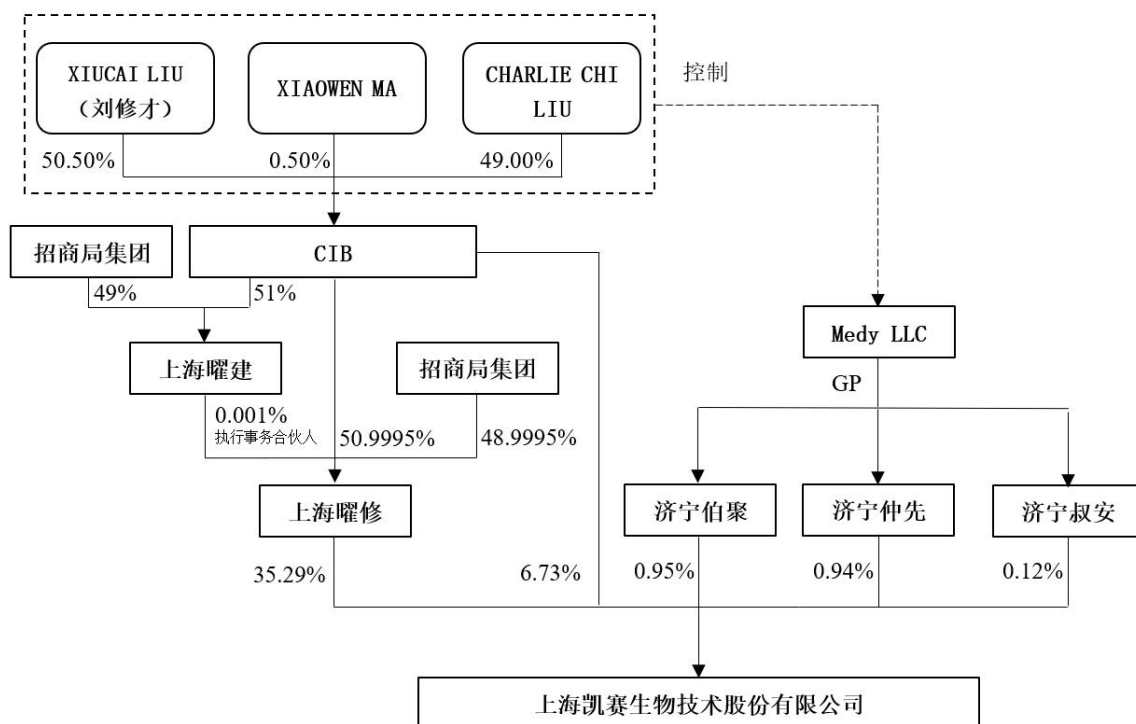 XIUCAI LIU
（刘修才）
XIAOWEN MA
CHARLIE CHI
LIU
控制
50.50%
0.50%
49.00%
招商局集团
CIB
49%
51%
Medy LLC
上海曜建
招商局集团
GP
0.001%
执行事务合伙人
50.9995%
48.9995%
上海曜修
济宁伯聚
济宁仲先
济宁叔安
35.29%
6.73%
0.95%
0.94%
0.12%
上海凯赛生物技术股份有限公司